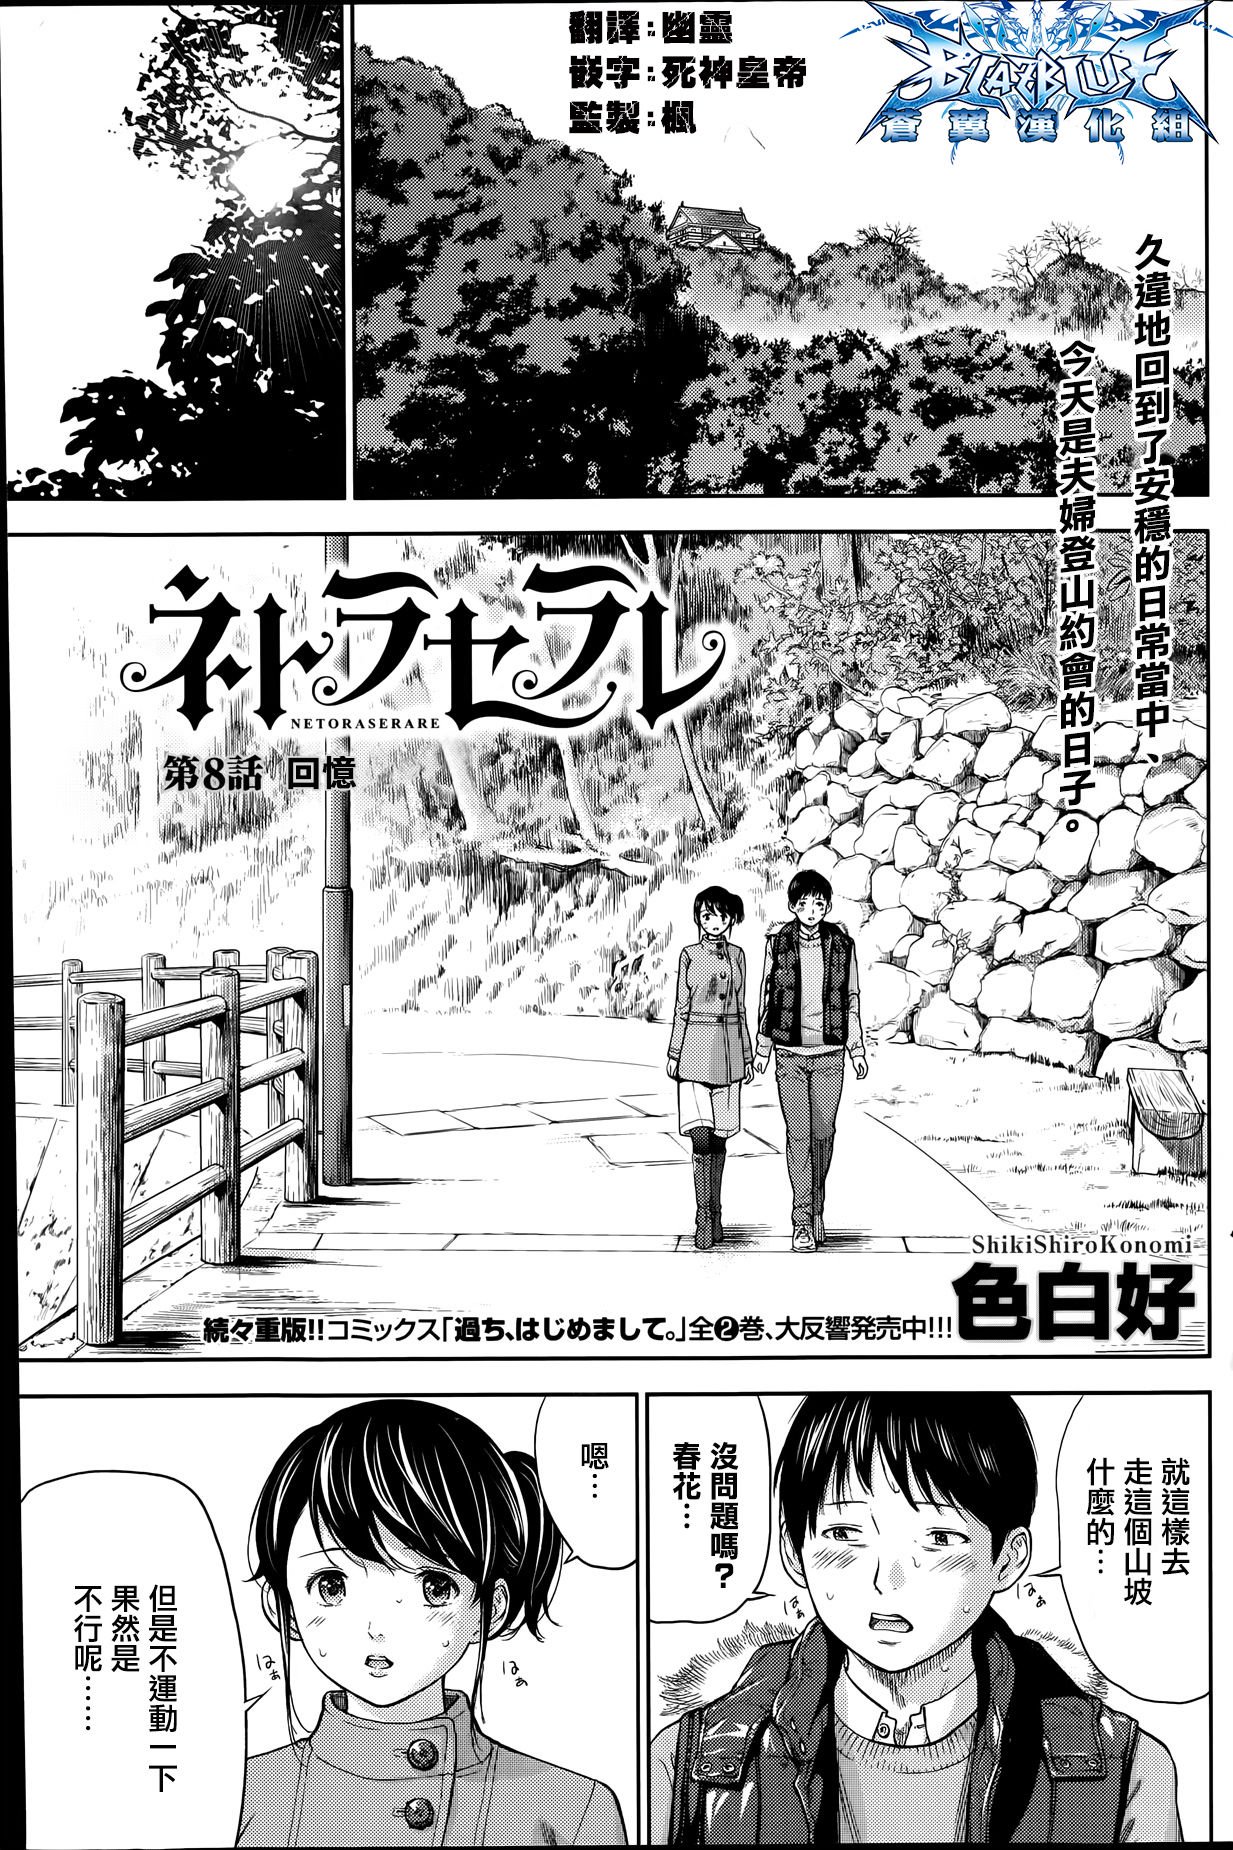 翻譯：幽靈
嵌字：死神皇帝
監製：楓
BLAZBLUE
蒼翼漢化組
久違地回到了安穩的日常當中、
今天是夫婦登山約會的日子。
ネトラセラレ
NETORASERARE
第8話 回憶
ShikiShiroKonomi
色白好
続々重版!!コミックス「過ち、はじめまして。」全❷巻、大反響発売中!!!
就這樣去
走這個山坡
什麼的…
沒問題嗎？
春花…
はぁ
はぁ
嗯…
但是不運動一下
果然是
不行呢……
はぁ
はぁ